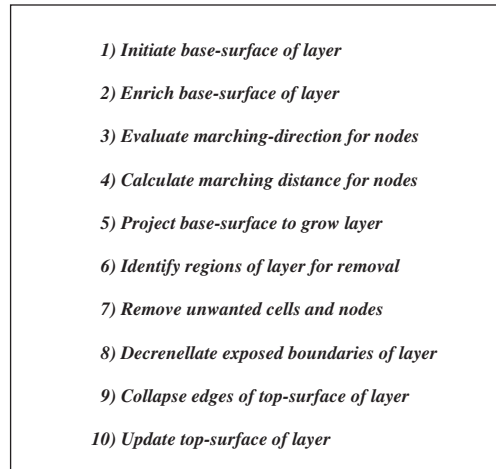 1) Initiate base-surface of layer
2) Enrich base-surface of layer
3) Evaluate marching-direction for nodes
4) Calculate marching distance for nodes
5) Project base-surface to grow layer
6) Identify regions of layer for removal
7) Remove unwanted cells and nodes
8) Decrenellate exposed boundaries of layer
9) Collapse edges of top-surface of layer
10) Update top-surface of layer